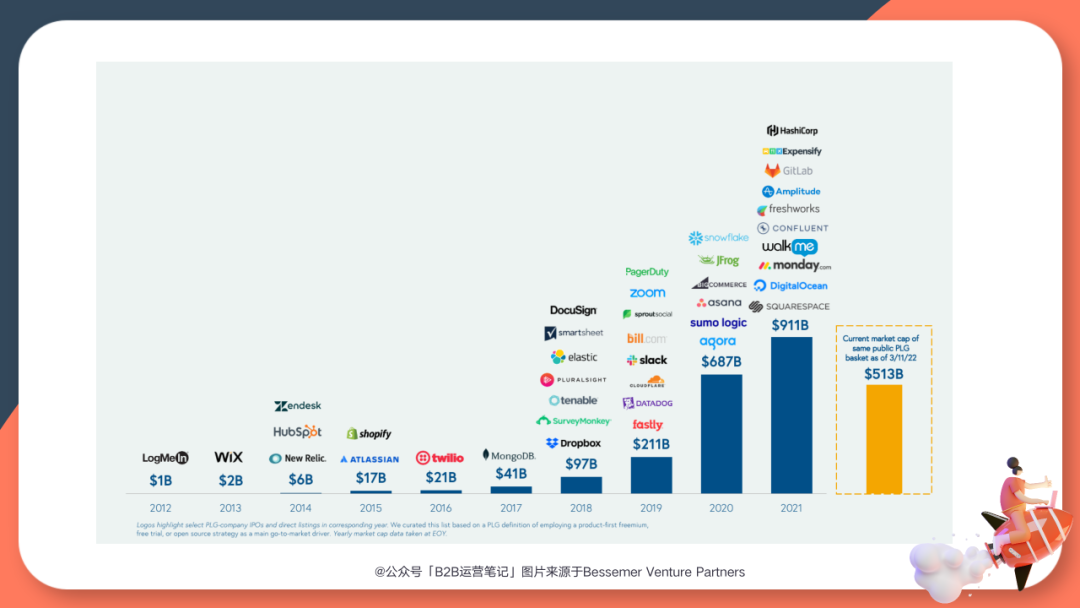 HashiCorp
Expensify
GitLab
Amplitude
freshworks
CONFLUENT
walkme
monday.com
DigitalOcean
SQUARESPACE
$911B
snowflake
JFrog
BIGCOMMERCE
asana
sumo logic
agora
$687B
PagerDuty
zoom
sproutsocial
bill.com
slack
CLOUDFLARE
DATADOG
fastly
$211B
DocuSign
smartsheet
elastic
PLURALSIGHT
tenable
SurveyMonkey
Dropbox
$97B
MongoDB.
$41B
twilio
$21B
shopify
ATLASSIAN
$17B
zendesk
HubSpot
New Relic.
$6B
WiX
$2B
LogMeIn
$1B
Current market cap of
same public PLG
basket as of 3/11/22
$513B
2012 2013 2014 2015 2016 2017 2018 2019 2020 2021
Logos highlight select PLG-company IPOs and direct listings in corresponding year. We curated this list based on a PLG definition of employing a product-first freemium,
free trial, or open source strategy as a main go-to-market driver. Yearly market cap data taken at EOY.
@公众号「B2B运营笔记」图片来源于Bessemer Venture Partners